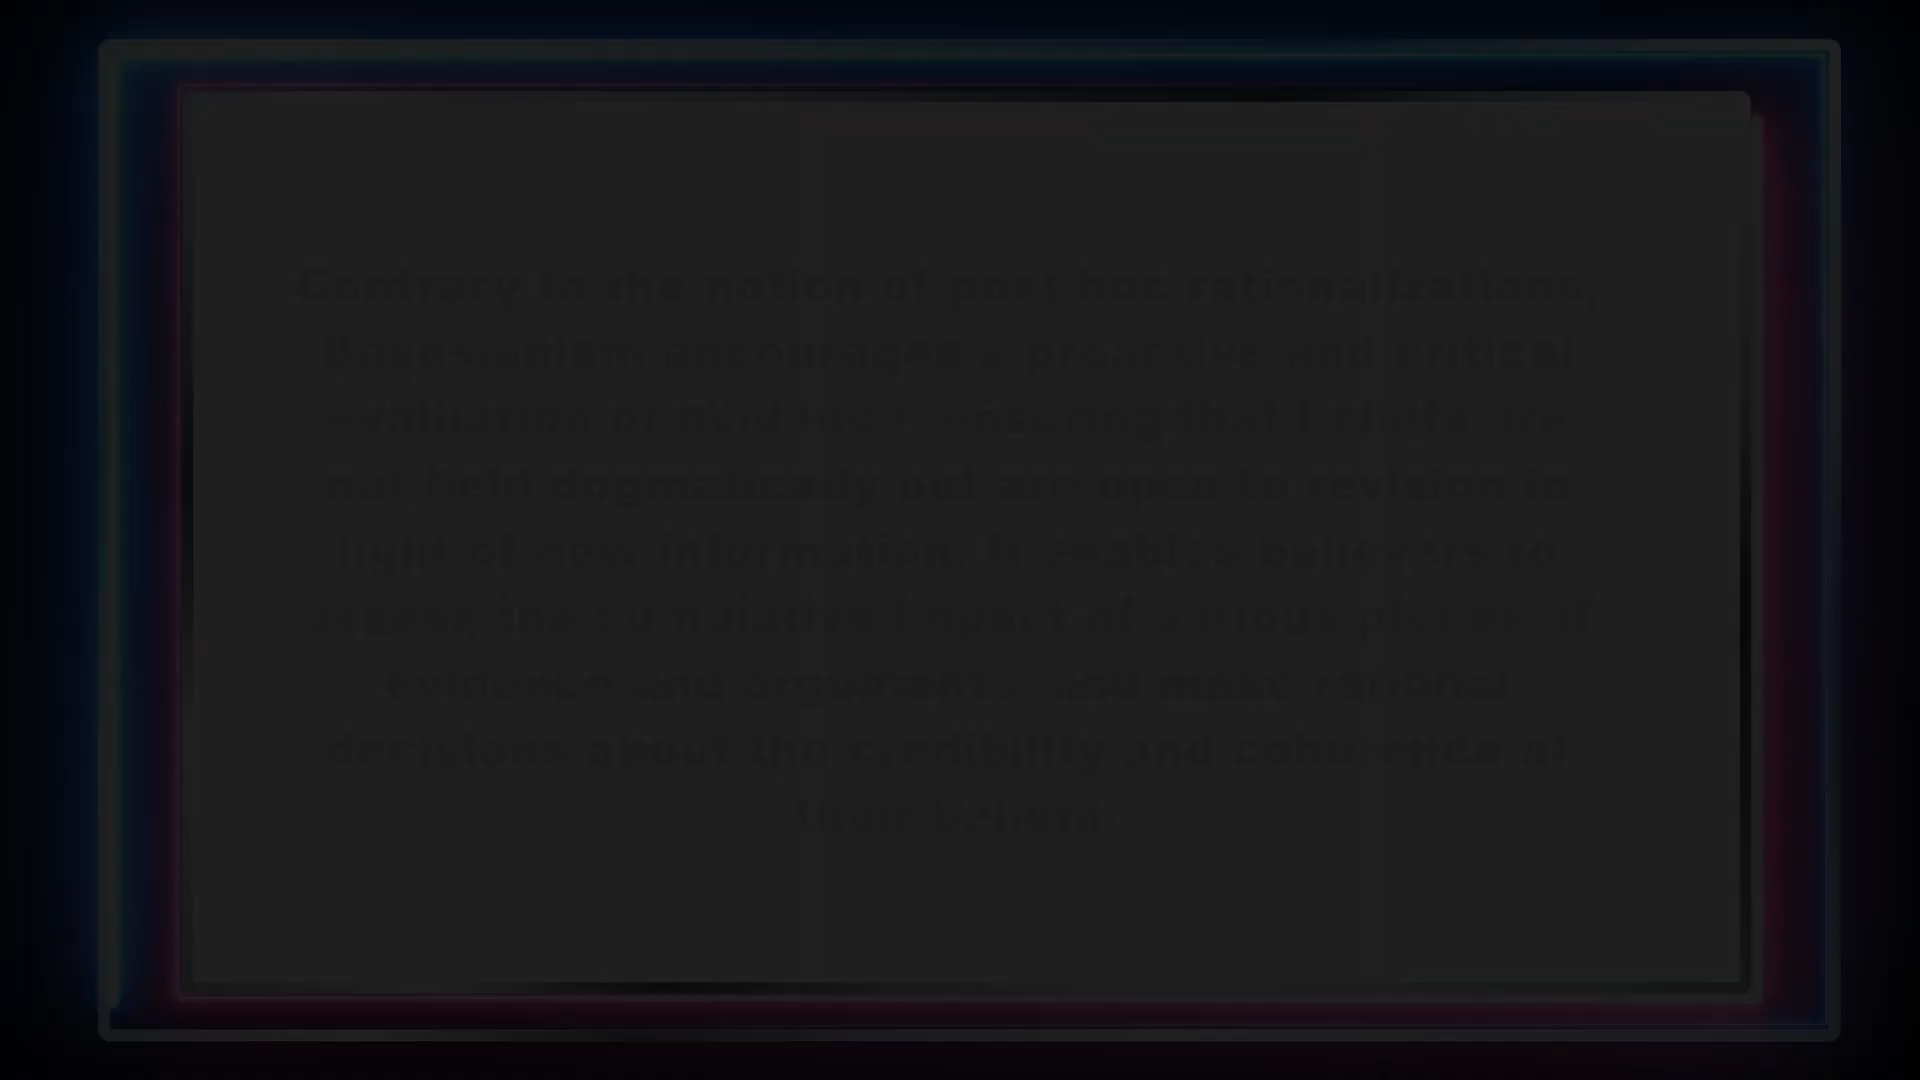 Contrary to the notion of post hoc rationalizations,
Bayesianism encourages a proactive and critical
evaluation of evidence, ensuring that beliefs are
not held dogmatically but are open to revision in
light of new information. It enables believers to
assess the cumulative impact of various pieces of
evidence and arguments, and make rational
decisions about the credibility and coherence of
their beliefs.